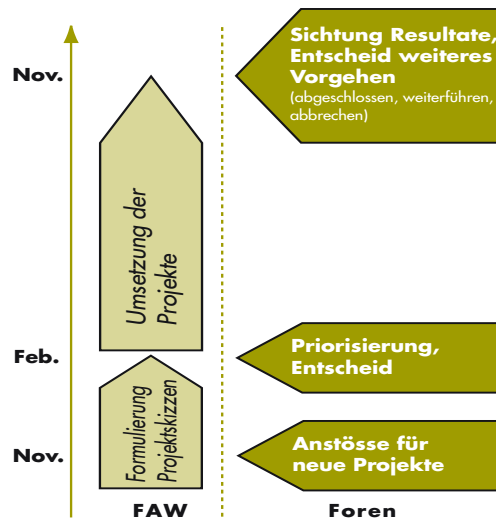 Nov.
Sichtung Resultate,
Entscheid weiteres
Vorgehen
(abgeschlossen, weiterführen,
abbrechen)
Umsetzung der
Projekte
Feb.
Priorisierung,
Entscheid
Formulierung
Projektskizzen
Nov.
Anstösse für
neue Projekte
FAW
Foren